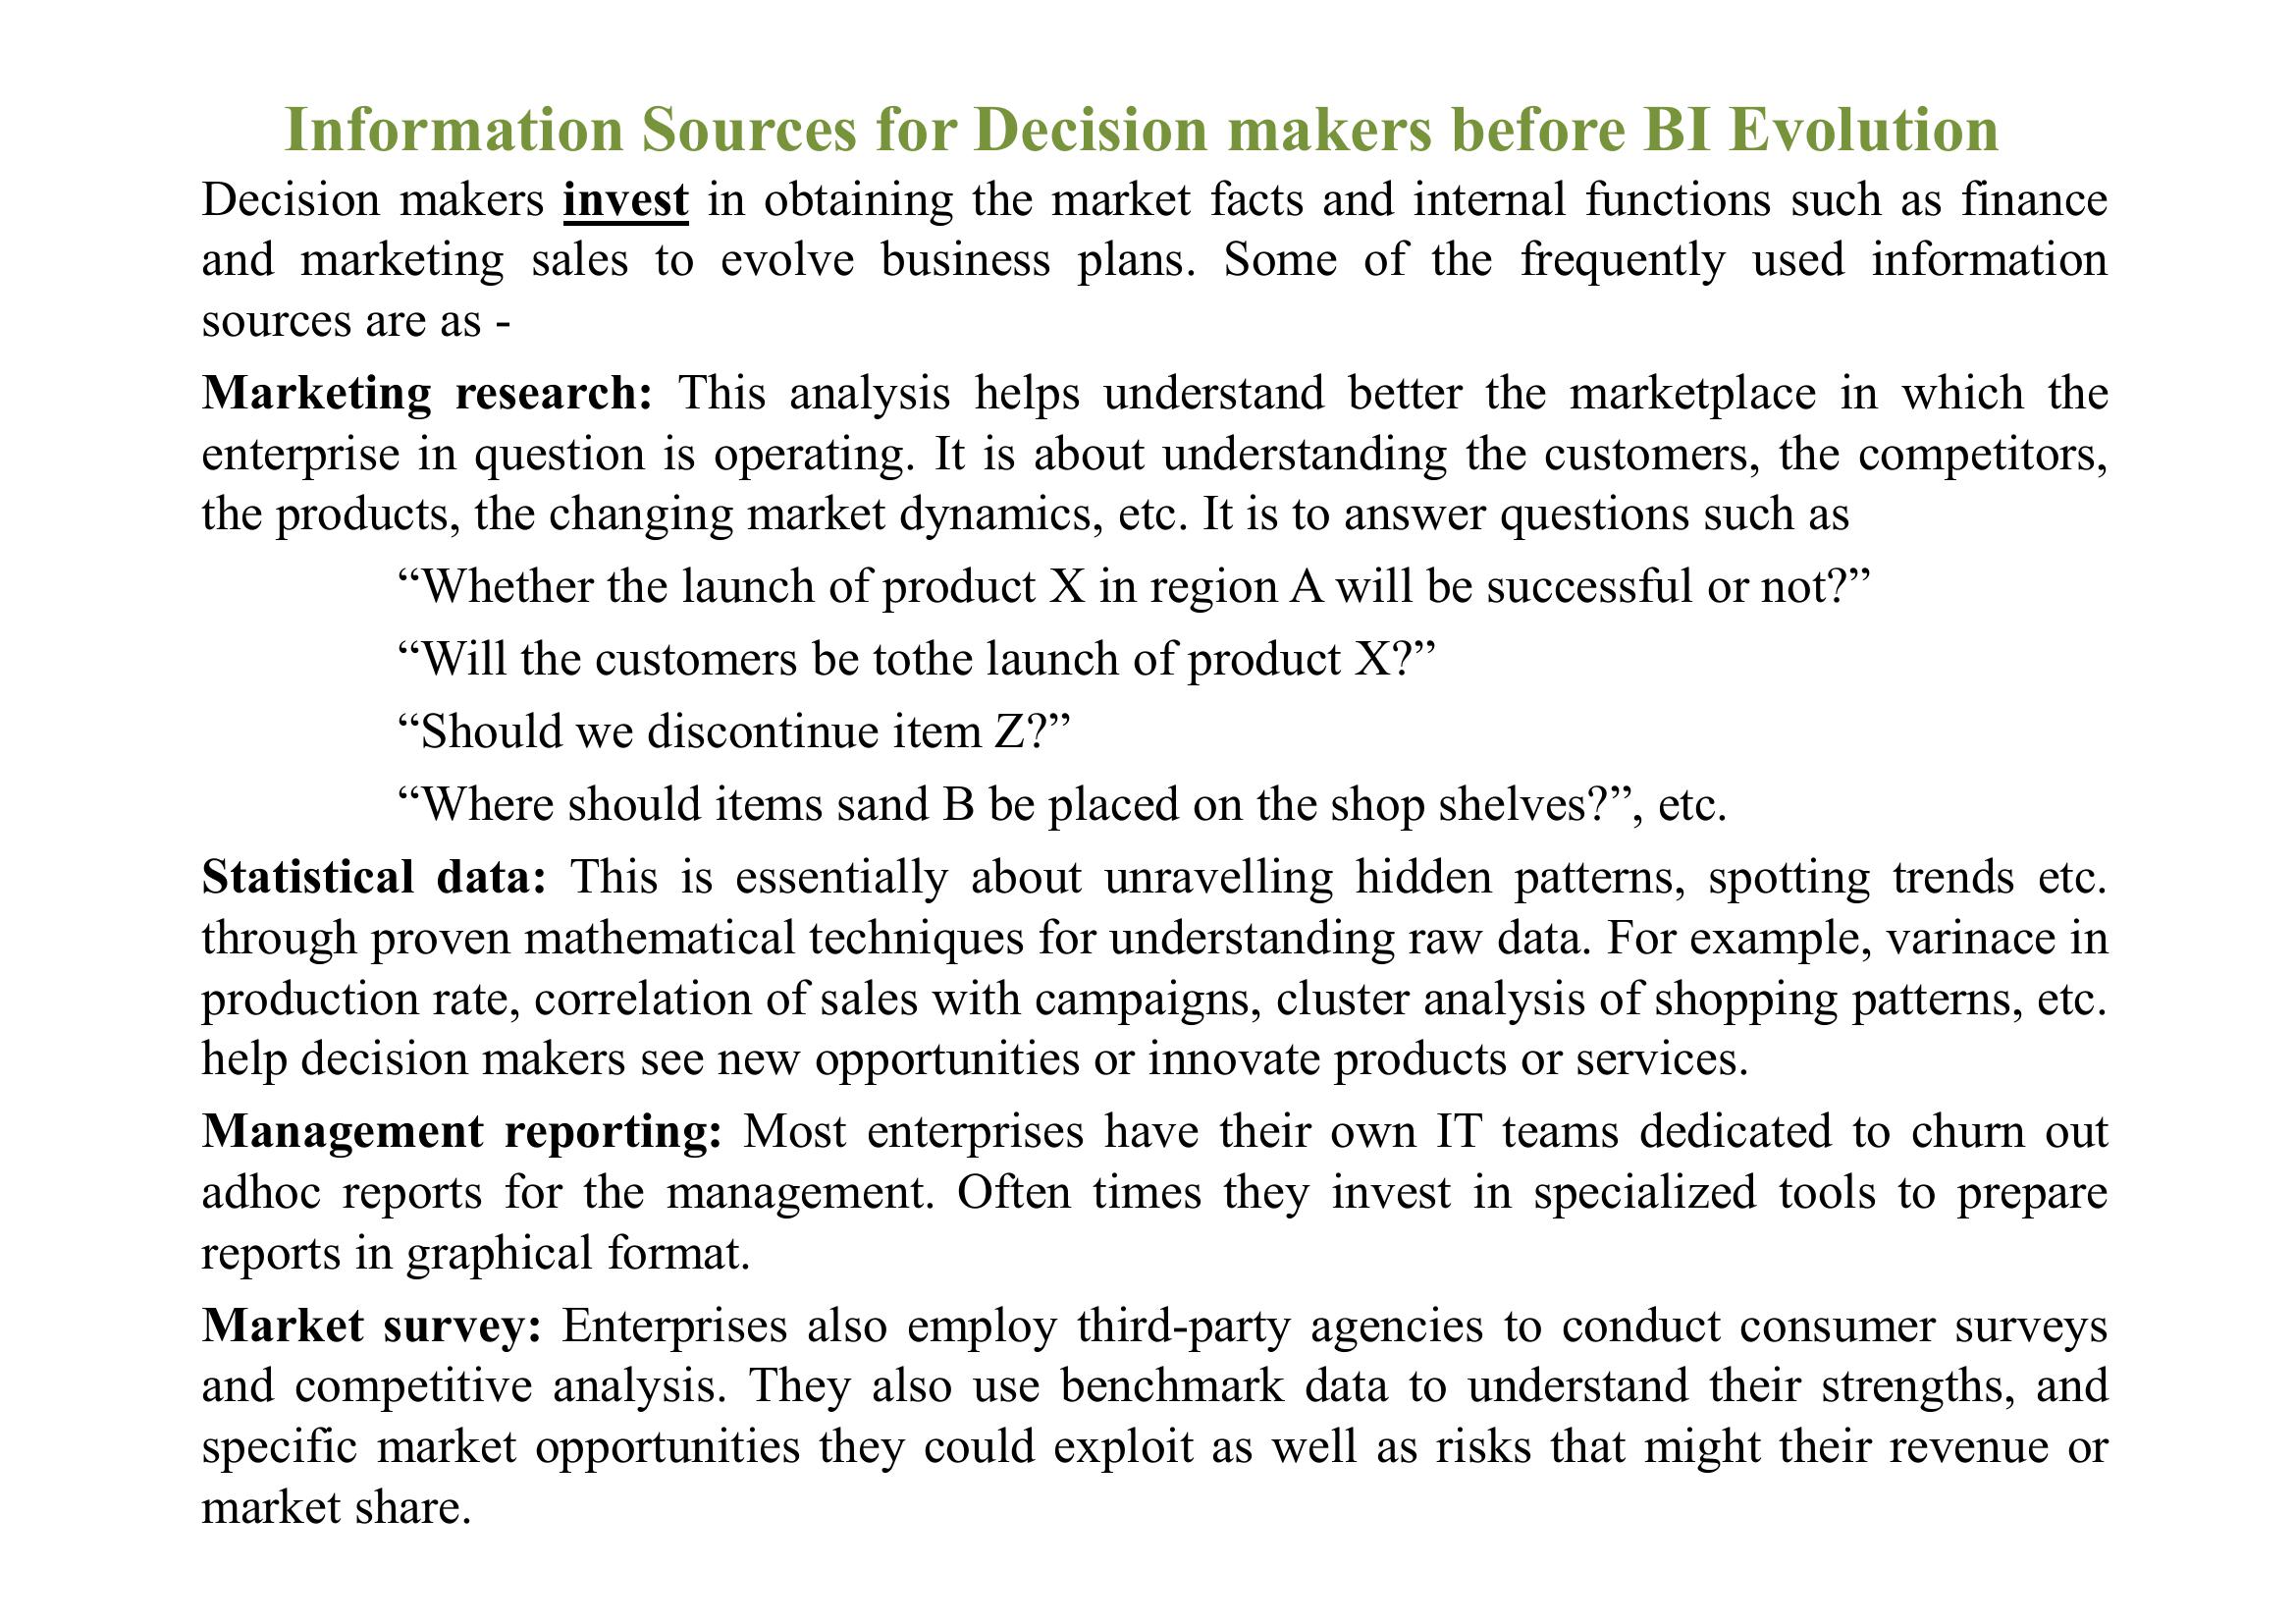 Information Sources for Decision makers before BI Evolution
Decision makers invest in obtaining the market facts and internal functions such as finance
and marketing sales to evolve business plans. Some of the frequently used information
sources are as -
Marketing research: This analysis helps understand better the marketplace in which the
enterprise in question is operating. It is about understanding the customers, the competitors,
the products, the changing market dynamics, etc. It is to answer questions such as
“Whether the launch of product X in region A will be successful or not?”
“Will the customers be tothe launch of product X?”
“Should we discontinue item Z?”
“Where should items sand B be placed on the shop shelves?”, etc.
Statistical data: This is essentially about unravelling hidden patterns, spotting trends etc.
through proven mathematical techniques for understanding raw data. For example, varinace in
production rate, correlation of sales with campaigns, cluster analysis of shopping patterns, etc.
help decision makers see new opportunities or innovate products or services.
Management reporting: Most enterprises have their own IT teams dedicated to churn out
adhoc reports for the management. Often times they invest in specialized tools to prepare
reports in graphical format.
Market survey: Enterprises also employ third-party agencies to conduct consumer surveys
and competitive analysis. They also use benchmark data to understand their strengths, and
specific market opportunities they could exploit as well as risks that might their revenue or
market share.